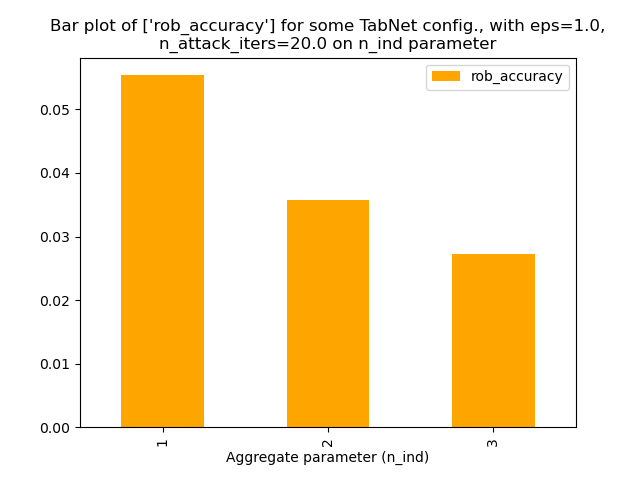 Bar plot of ['rob_accuracy'] for some TabNet config., with eps=1.0,
n_attack_iters=20.0 on n_ind parameter
rob_accuracy
0.05
0.04
0.03
0.02
0.01
0.00
1
2
3
Aggregate parameter (n_ind)